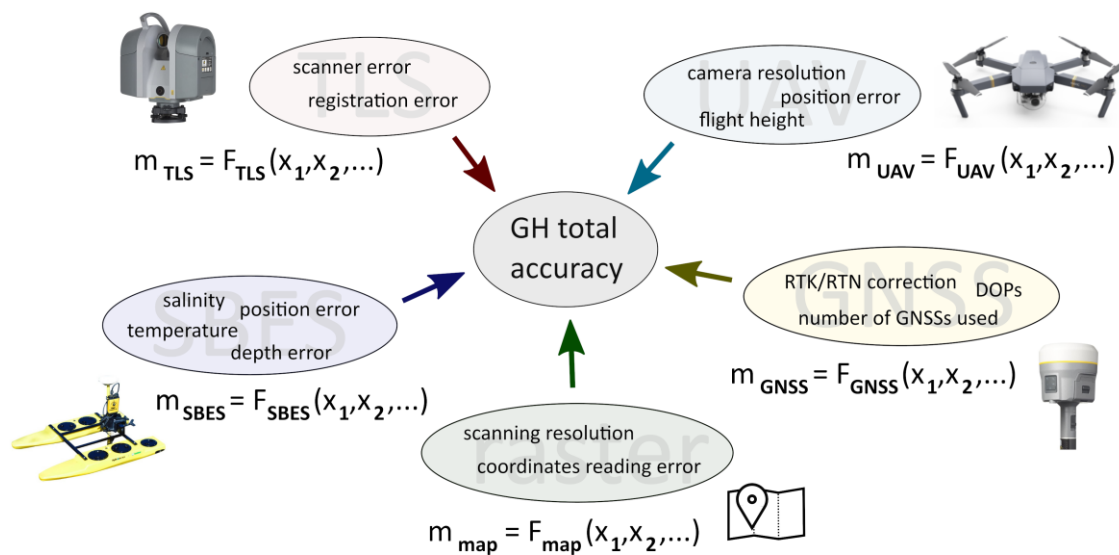 TLS
scanner error
registration error
m TLS = F TLS (x1,x2,...)
UAV
camera resolution
position error
flight height
m UAV = F UAV (x1,x2,...)
GH total
accuracy
SBES
salinity
position error
temperature
depth error
m SBES = F SBES (x1,x2,...)
GNSS
RTK/RTN correction
DOPs
number of GNSSs used
m GNSS = F GNSS (x1,x2,...)
raster
scanning resolution
coordinates reading error
m map = F map (x1,x2,...)